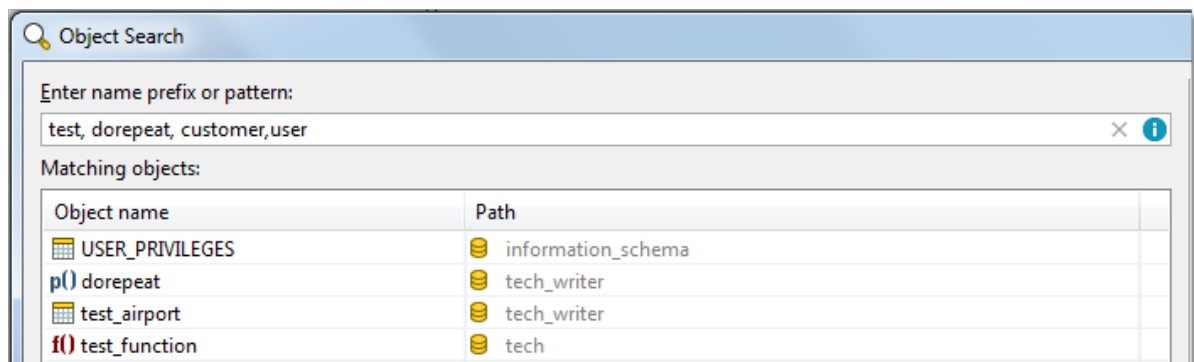 Object Search
Enter name prefix or pattern:
test, dorepeat, customer,user
Matching objects:
Object name Path
USER_PRIVILEGES information_schema
p() dorepeat tech_writer
test_airport tech_writer
f() test_function tech